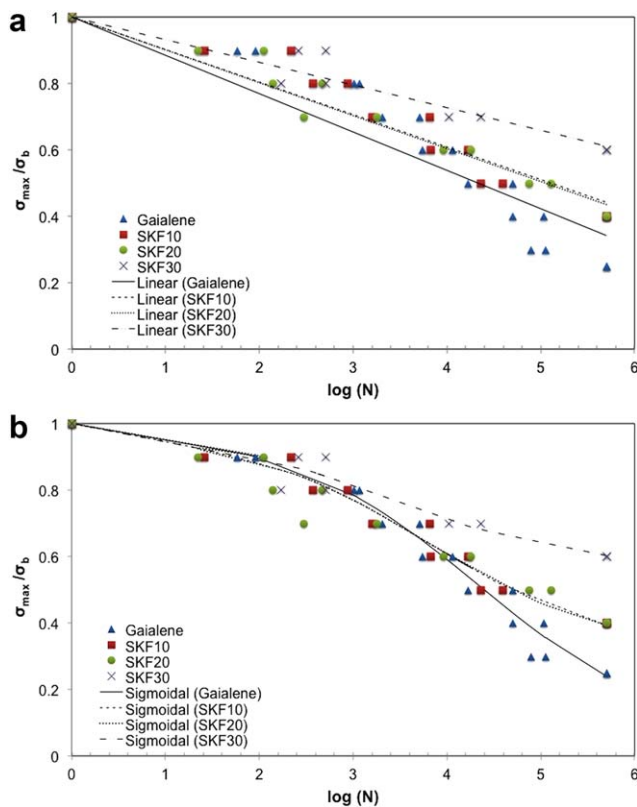 a
1
0.8
0.6
0.4
0.2
0
σmax /σb
Gaialene
SKF10
SKF20
SKF30
Linear (Gaialene)
Linear (SKF10)
Linear (SKF20)
Linear (SKF30)
0 1 2 3 4 5 6
log (N)
b
1
0.8
0.6
0.4
0.2
0
σmax /σb
Gaialene
SKF10
SKF20
SKF30
Sigmoidal (Gaialene)
Sigmoidal (SKF10)
Sigmoidal (SKF20)
Sigmoidal (SKF30)
0 1 2 3 4 5 6
log (N)